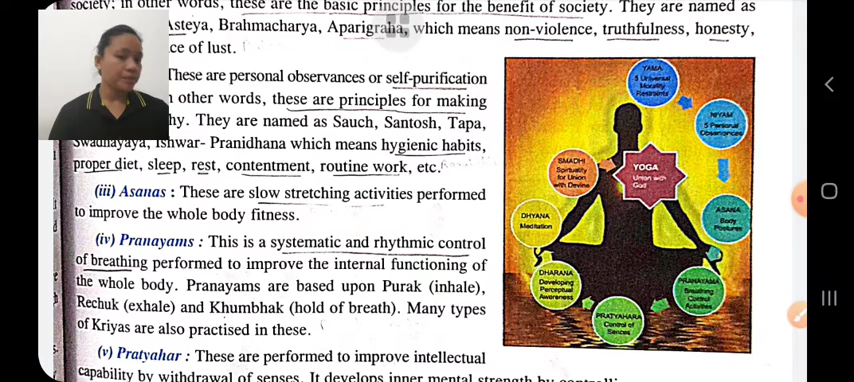 society; in other words, these are the basic principles for the benefit of society. They are named as
Asteya, Brahmacharya, Aparigraha, which means non-violence, truthfulness, honesty,
ce of lust.
These are personal observances or self-purification
n other words, these are principles for making
hy. They are named as Sauch, Santosh, Tapa,
Swadhayaya, Ishwar- Pranidhana which means hygienic habits,
proper diet, sleep, rest, contentment, routine work, etc.
(iii) Asanas : These are slow stretching activities performed
to improve the whole body fitness.
(iv) Pranayams : This is a systematic and rhythmic control
of breathing performed to improve the internal functioning of
the whole body. Pranayams are based upon Purak (inhale),
Rechuk (exhale) and Khumbhak (hold of breath). Many types
of Kriyas are also practised in these.
(v) Pratyahar : These are performed to improve intellectual
capability by withdrawal of senses. It develops inner mental strength by
YAMA
5 Universal
Morality
Restraints
NIYAM
5 Personal
Observances
ASANA
Body
Postures
PRANAYAMA
Breathing
Control
Activities
PRATYAHARA
Control of
Sences
DHARANA
Developing
Perceptual
Awareness
DHYANA
Meditation
SMADHI
Spirtuality
for Union
with Devine
YOGA
Union with
God